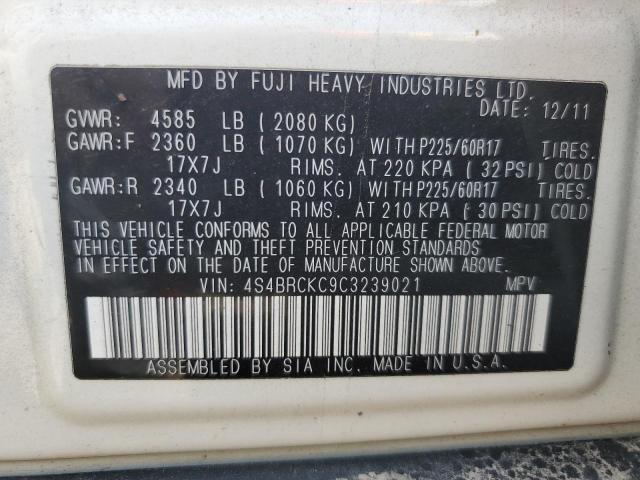 MFD BY FUJI HEAVY INDUSTRIES LTD.
DATE: 12/11
GVWR: 4585 LB ( 2080 KG)
GAWR:F 2360 LB ( 1070 KG) WITH P225/60R17 TIRES.
17X7J RIMS. AT 220 KPA ( 32 PSI) COLD
GAWR:R 2340 LB ( 1060 KG) WITH P225/60R17 TIRES.
17X7J RIMS. AT 210 KPA ( 30 PSI) COLD
THIS VEHICLE CONFORMS TO ALL APPLICABLE FEDERAL MOTOR
VEHICLE SAFETY AND THEFT PREVENTION STANDARDS
IN EFFECT ON THE DATE OF MANUFACTURE SHOWN ABOVE.
VIN: 4S4BRCKC9C3239021 MPV
ASSEMBLED BY SIA INC. MADE IN U.S.A.